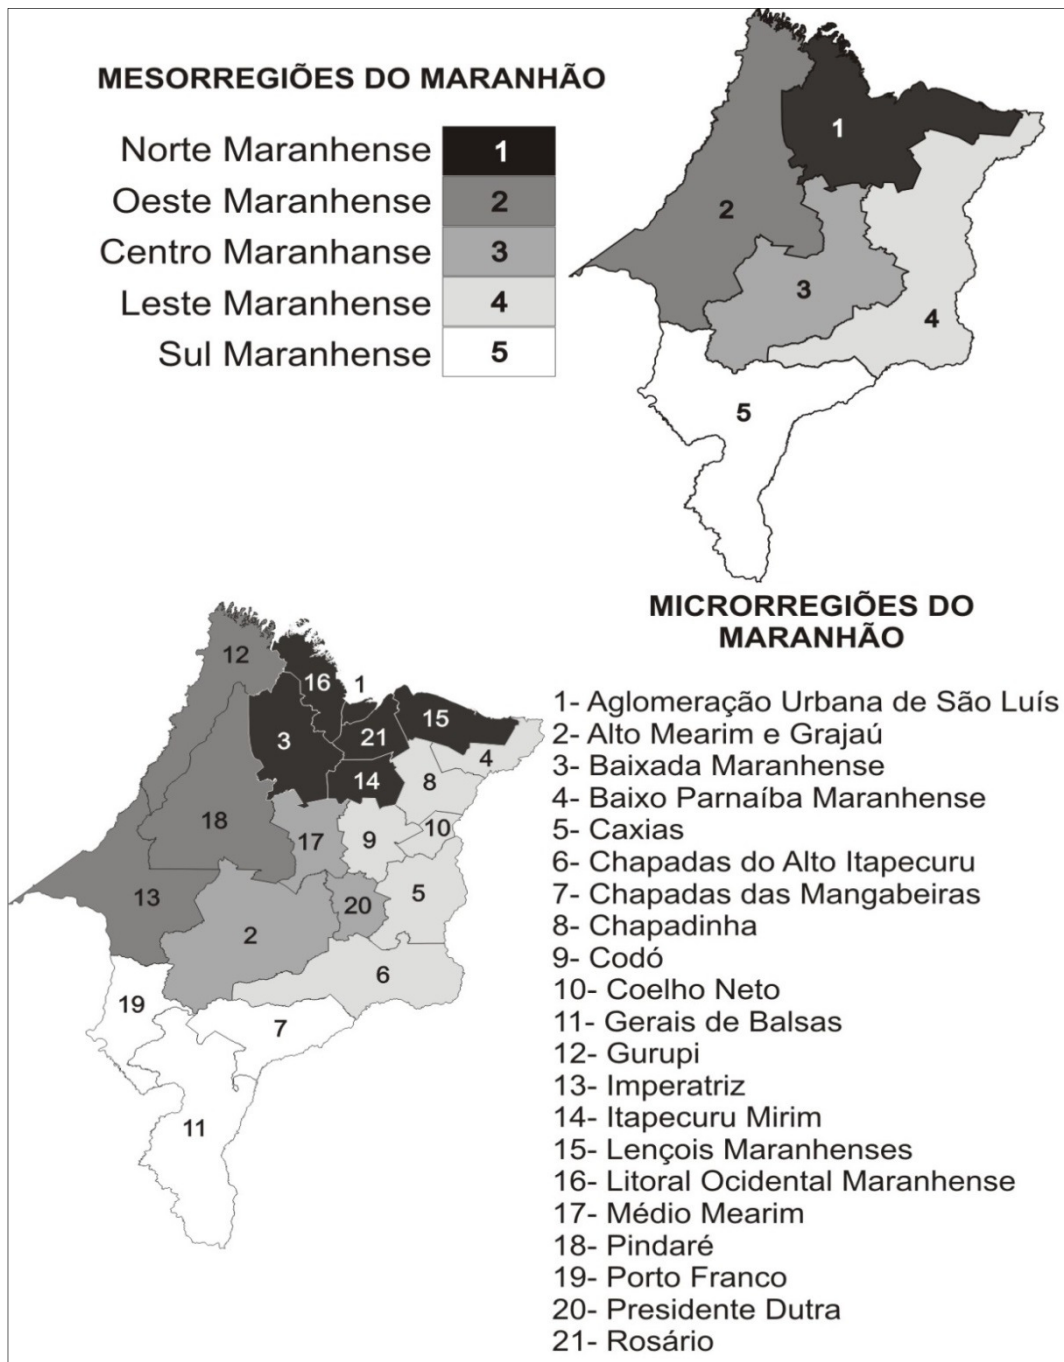 MESORREGIÕES DO MARANHÃO
Norte Maranhense 1
Oeste Maranhense 2
Centro Maranhanse 3
Leste Maranhense 4
Sul Maranhense 5
1
2
3
4
5
MICRORREGIÕES DO
MARANHÃO
12
16
1
15
3
21
4
14
8
18
17
9
10
13
5
20
2
6
19
7
11
1- Aglomeração Urbana de São Luís
2- Alto Mearim e Grajaú
3- Baixada Maranhense
4- Baixo Parnaíba Maranhense
5- Caxias
6- Chapadas do Alto Itapecuru
7- Chapadas das Mangabeiras
8- Chapadinha
9- Codó
10- Coelho Neto
11- Gerais de Balsas
12- Gurupi
13- Imperatriz
14- Itapecuru Mirim
15- Lençois Maranhenses
16- Litoral Ocidental Maranhense
17- Médio Mearim
18- Pindaré
19- Porto Franco
20- Presidente Dutra
21- Rosário